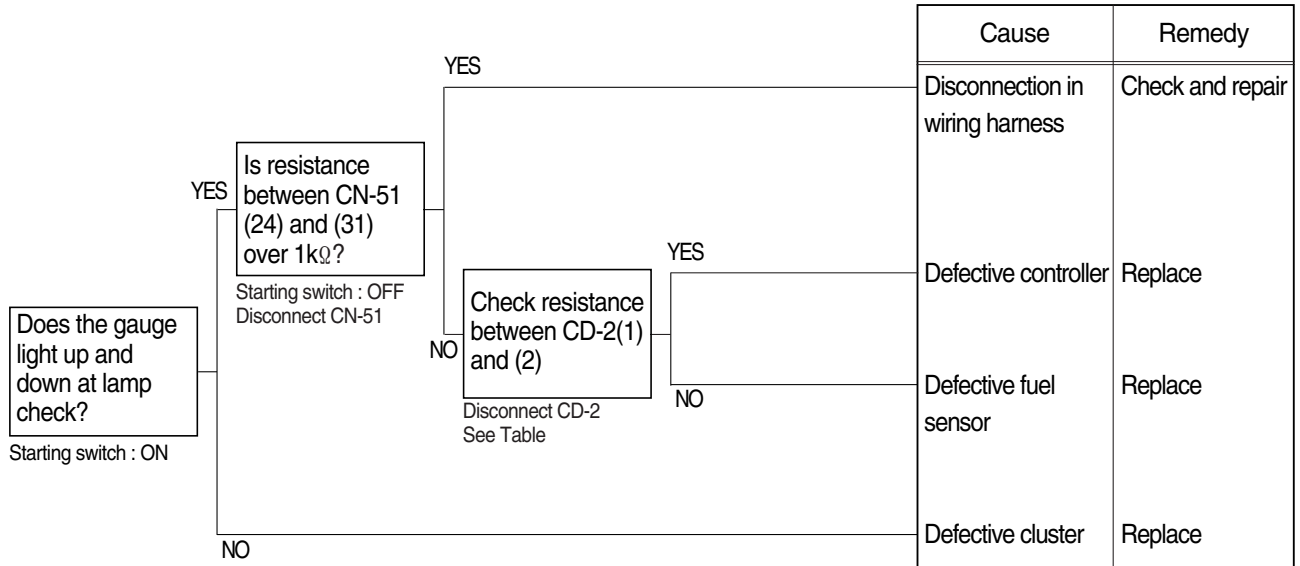 Cause Remedy
YES
Disconnection in Check and repair
wiring harness
Is resistance
YES between CN-51
(24) and (31)
over 1kΩ?
YES
Starting switch : OFF
Disconnect CN-51
Defective controller Replace
Check resistance
between CD-2(1)
NO and (2)
Does the gauge
light up and
down at lamp
check?
Disconnect CD-2
See Table
NO
Defective fuel Replace
sensor
Starting switch : ON
Defective cluster Replace
NO